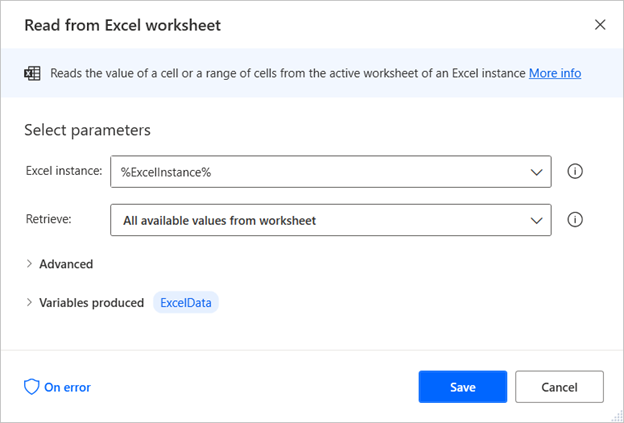 Read from Excel worksheet
Reads the value of a cell or a range of cells from the active worksheet of an Excel instance More info
Select parameters
Excel instance: %ExcelInstance%
Retrieve: All available values from worksheet
Advanced
Variables produced ExcelData
On error Save Cancel